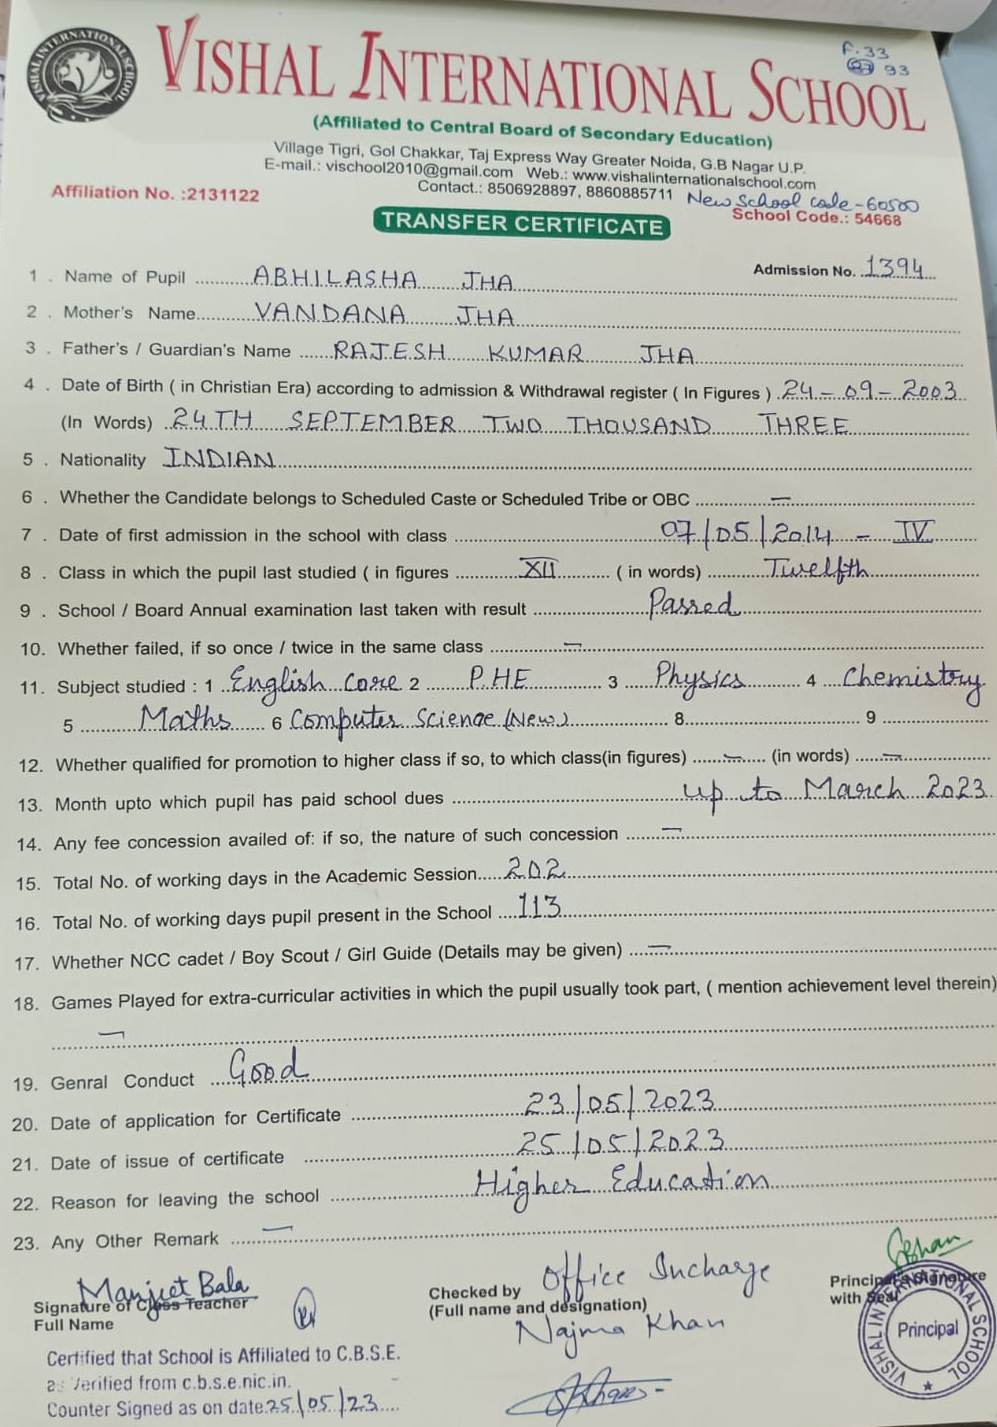 VISHAL INTERNATIONAL SCHOOL
F.33
93
(Affiliated to Central Board of Secondary Education)
Village Tigri, Gol Chakkar, Taj Express Way Greater Noida, G.B Nagar U.P.
E-mail.: vischool2010@gmail.com Web.: www.vishalinternationalschool.com
Affiliation No. :2131122 Contact.: 8506928897, 8860885711 New School code - 60500
TRANSFER CERTIFICATE School Code.: 54668
Admission No. 1394
1 . Name of Pupil ABHILASHA JHA
2 . Mother's Name VANDANA JHA
3 . Father's / Guardian's Name RAJESH KUMAR JHA
4 . Date of Birth ( in Christian Era) according to admission & Withdrawal register ( In Figures ) 24 - 09 - 2003
(In Words) 24TH SEPTEMBER TWO THOUSAND THREE
5 . Nationality INDIAN
6 . Whether the Candidate belongs to Scheduled Caste or Scheduled Tribe or OBC —
7 . Date of first admission in the school with class 07/05/2014 - IV
8 . Class in which the pupil last studied ( in figures XII ( in words) Twelfth
9 . School / Board Annual examination last taken with result Passed
10. Whether failed, if so once / twice in the same class —
11. Subject studied : 1 English Core 2 P.HE 3 Physics 4 Chemistry
5 Maths 6 Computer Science (New) 8 9
12. Whether qualified for promotion to higher class if so, to which class(in figures) — (in words) —
13. Month upto which pupil has paid school dues up to March 2023
14. Any fee concession availed of: if so, the nature of such concession —
15. Total No. of working days in the Academic Session 202
16. Total No. of working days pupil present in the School 113
17. Whether NCC cadet / Boy Scout / Girl Guide (Details may be given) —
18. Games Played for extra-curricular activities in which the pupil usually took part, ( mention achievement level therein)
—
19. Genral Conduct Good
20. Date of application for Certificate 23/05/2023
21. Date of issue of certificate 25/05/2023
22. Reason for leaving the school Higher Education
23. Any Other Remark —
Manjeet Bala
Signature of Class Teacher
Full Name
Checked by Office Incharge
(Full name and designation)
Najma Khan
Principal's Signature
with Seal
VISHAL INTERNATIONAL SCHOOL
Principal
Certified that School is Affiliated to C.B.S.E.
as Verified from c.b.s.e.nic.in.
Counter Signed as on date 25/05/23